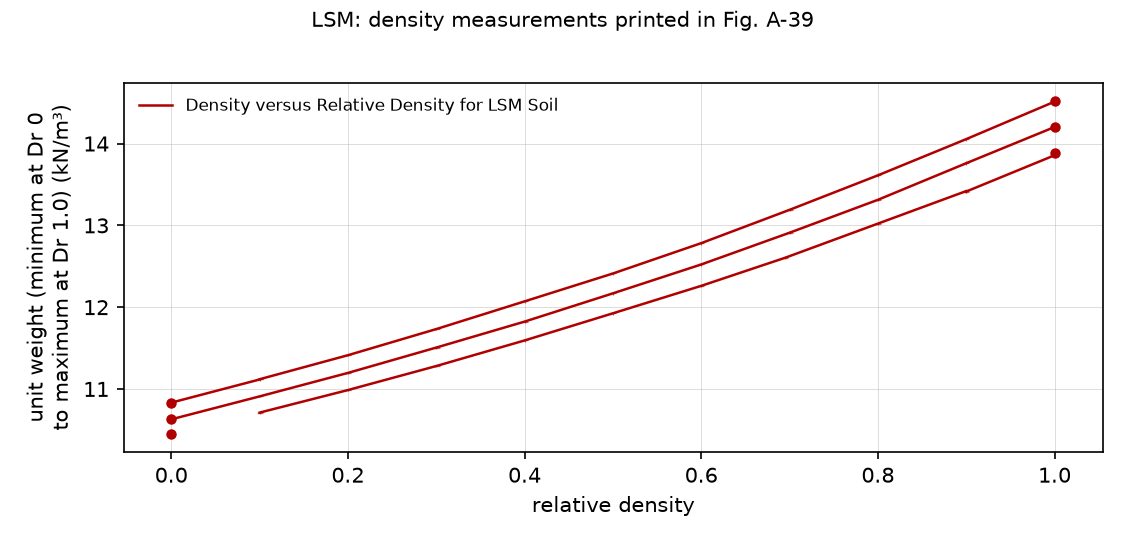 LSM: density measurements printed in Fig. A-39
Density versus Relative Density for LSM Soil
unit weight (minimum at Dr 0
to maximum at Dr 1.0) (kN/m³)
14
13
12
11
0.0 0.2 0.4 0.6 0.8 1.0
relative density